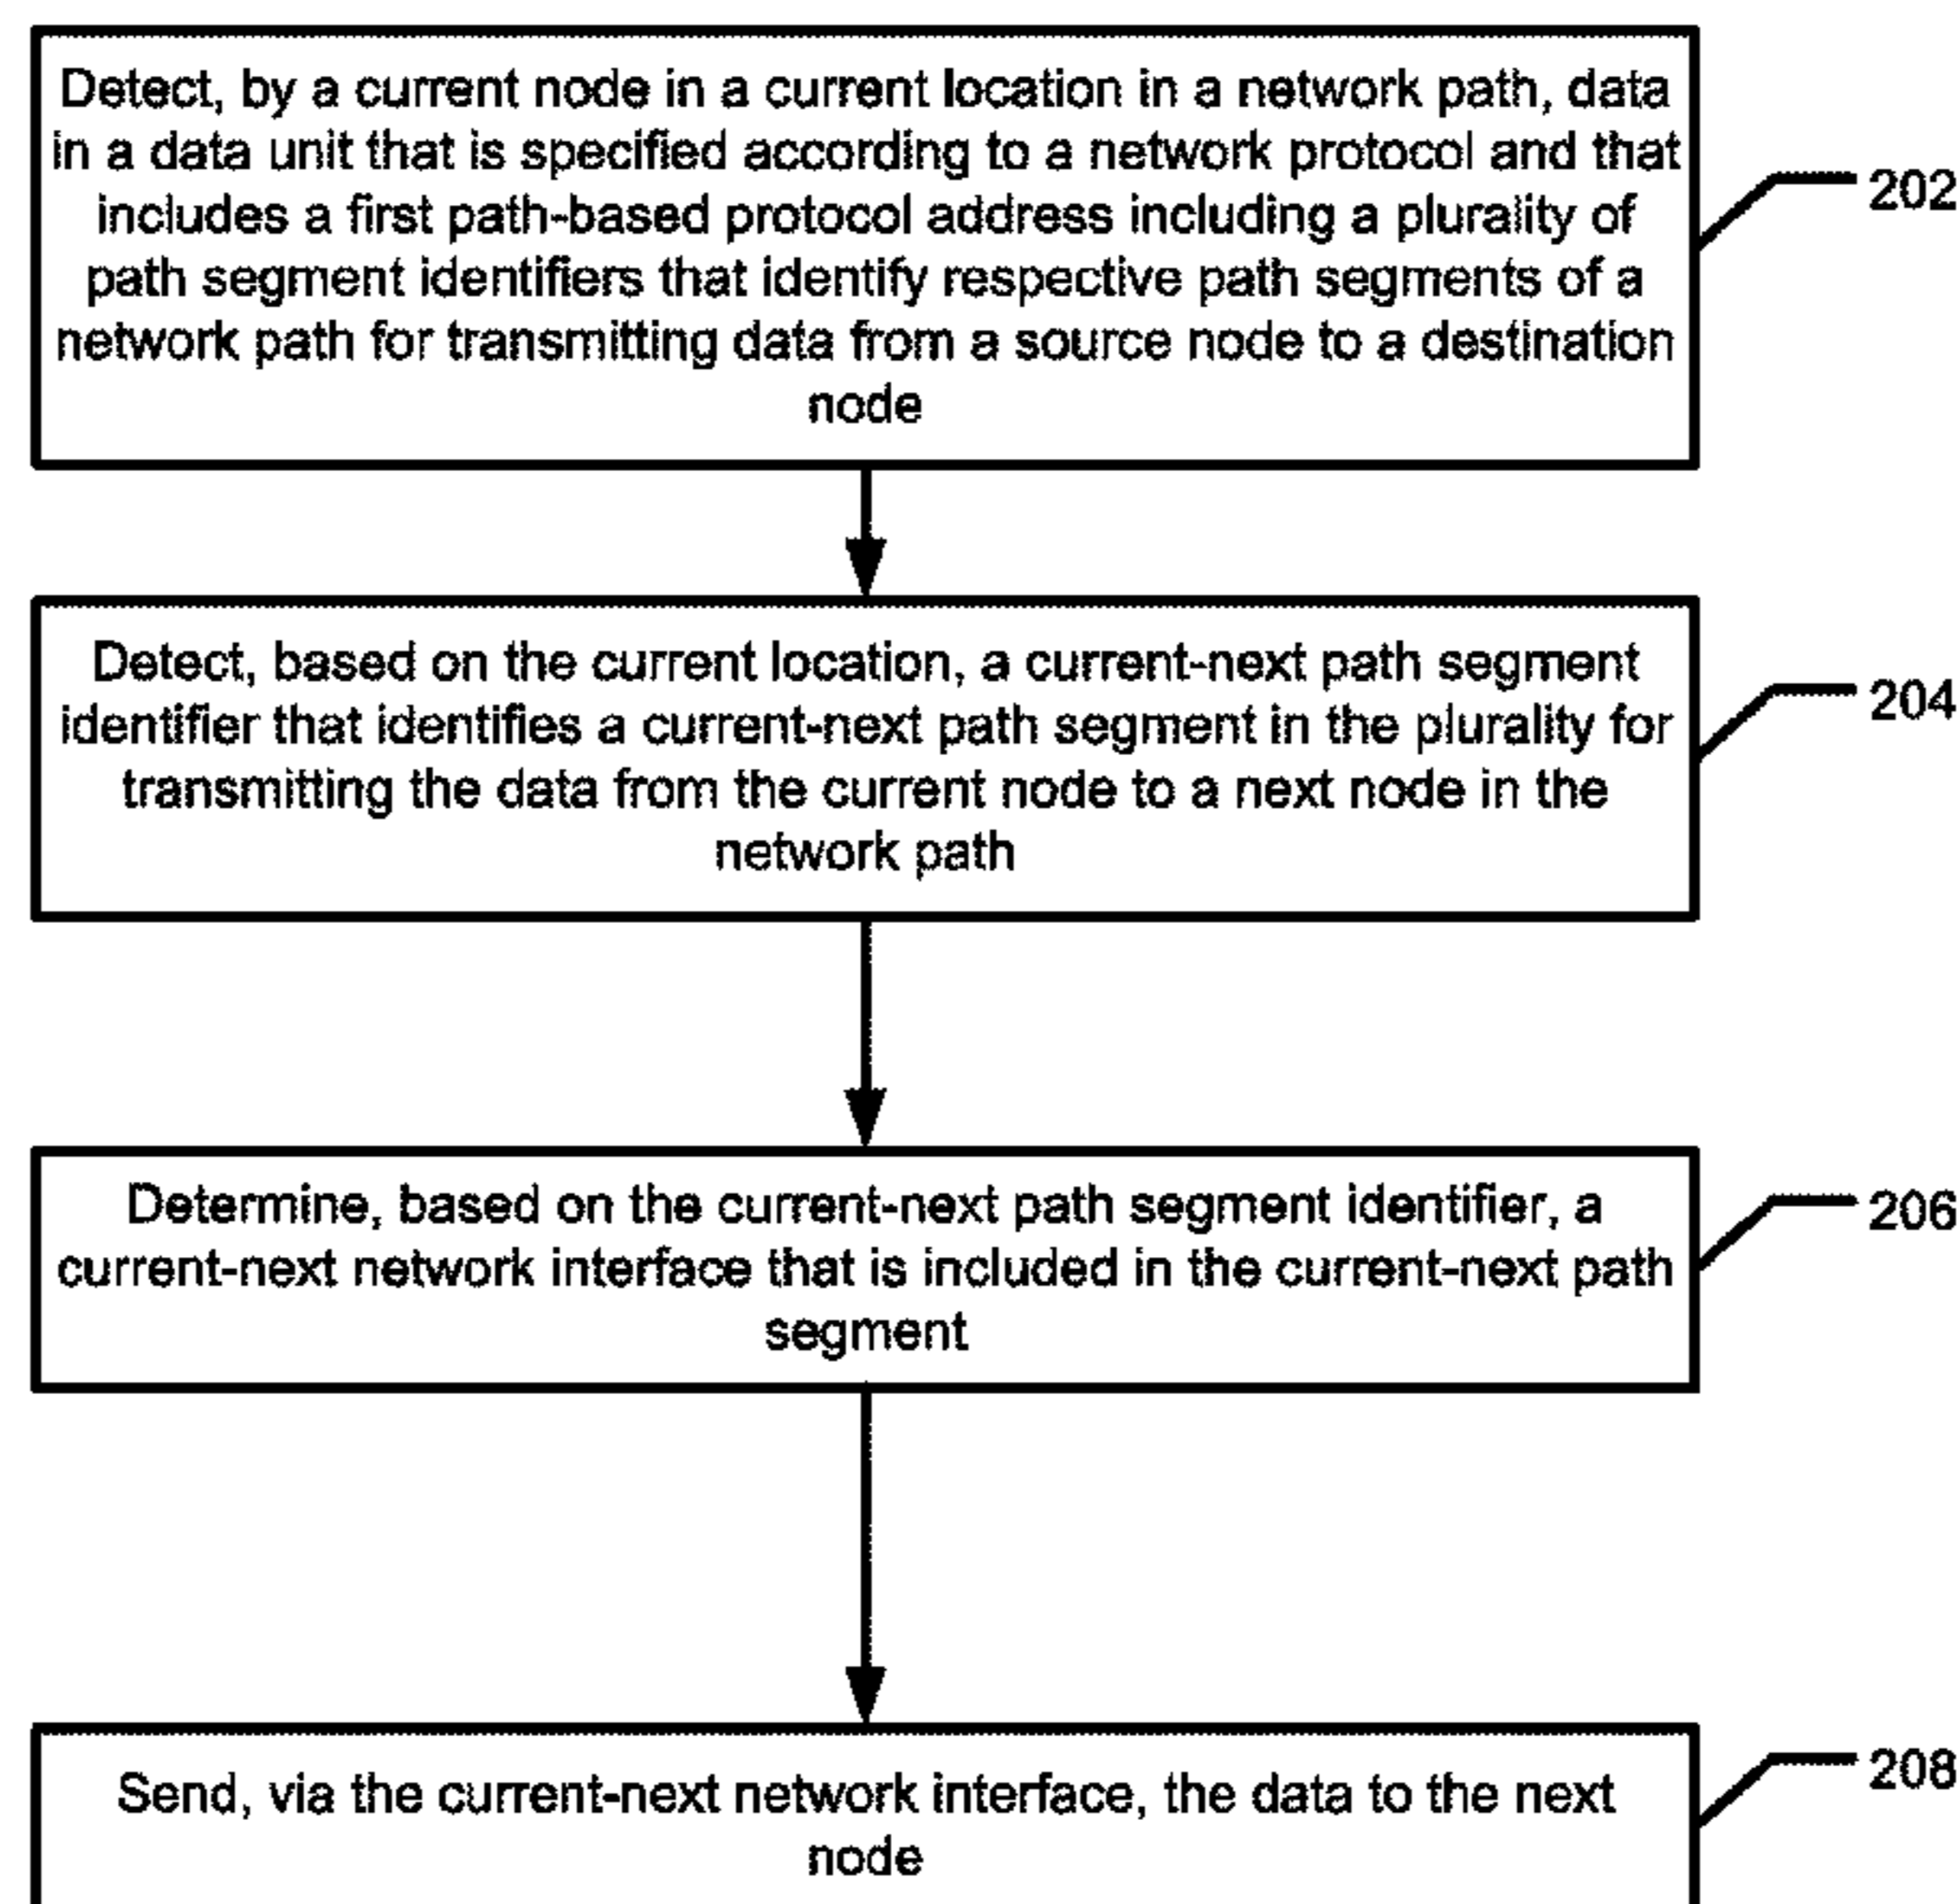 Detect, by a current node in a current location in a network path, data
in a data unit that is specified according to a network protocol and that
includes a first path-based protocol address including a plurality of
path segment identifiers that identify respective path segments of a
network path for transmitting data from a source node to a destination
node
202
Detect, based on the current location, a current-next path segment
identifier that identifies a current-next path segment in the plurality for
transmitting the data from the current node to a next node in the
network path
204
Determine, based on the current-next path segment identifier, a
current-next network interface that is included in the current-next path
segment
206
Send, via the current-next network interface, the data to the next
node
208